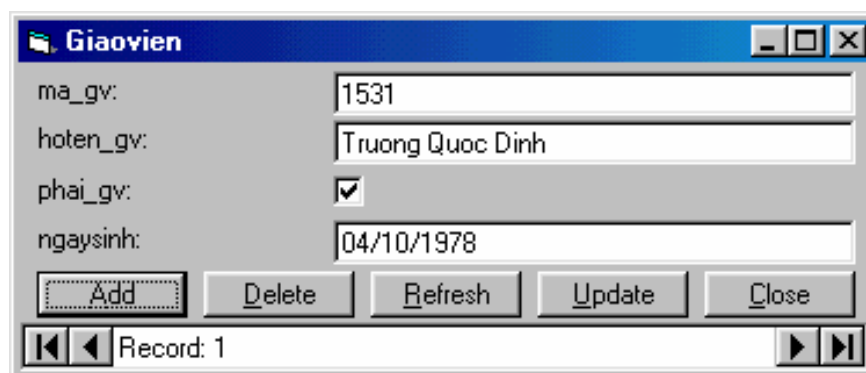 Giaovien
ma_gv: 1531
hoten_gv: Truong Quoc Dinh
phai_gv:
ngaysinh: 04/10/1978
Add Delete Refresh Update Close
Record: 1